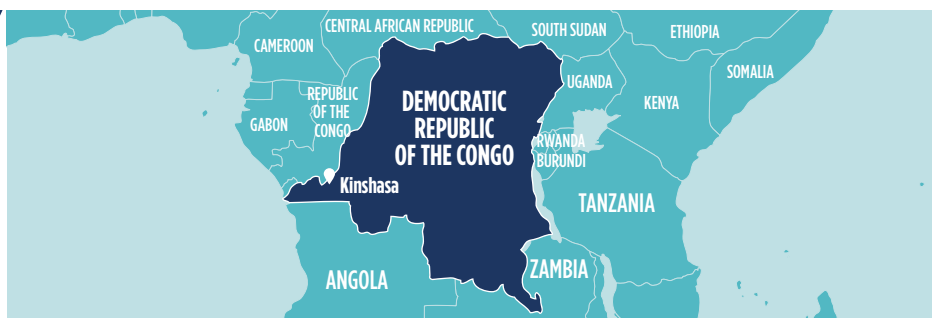 CENTRAL AFRICAN REPUBLIC
SOUTH SUDAN
ETHIOPIA
CAMEROON
SOMALIA
UGANDA
REPUBLIC
OF THE
CONGO
DEMOCRATIC
REPUBLIC
OF THE CONGO
KENYA
GABON
RWANDA
BURUNDI
Kinshasa
TANZANIA
ZAMBIA
ANGOLA